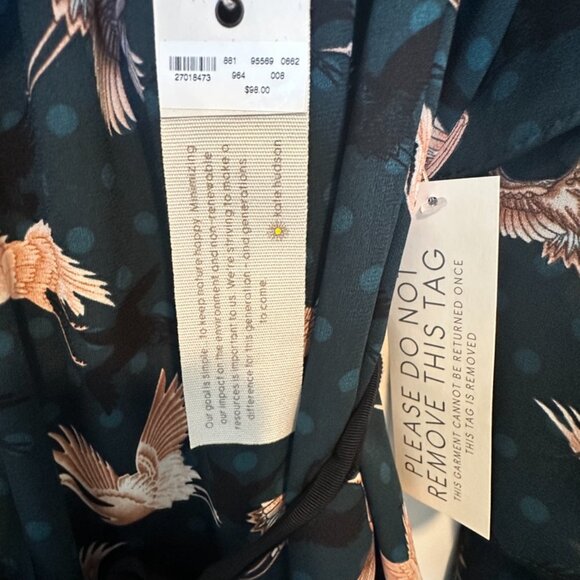 881 95569 0662
27018473 964 008
$98.00
Our goal is simple - to keep nature happy. Minimizing
our impact on the environment and non-renewable
resources is important to us. We're striving to make a
difference for this generation - and generations
to come.
kate hudson
PLEASE DO NOT
REMOVE THIS TAG
THIS GARMENT CANNOT BE RETURNED ONCE
THIS TAG IS REMOVED